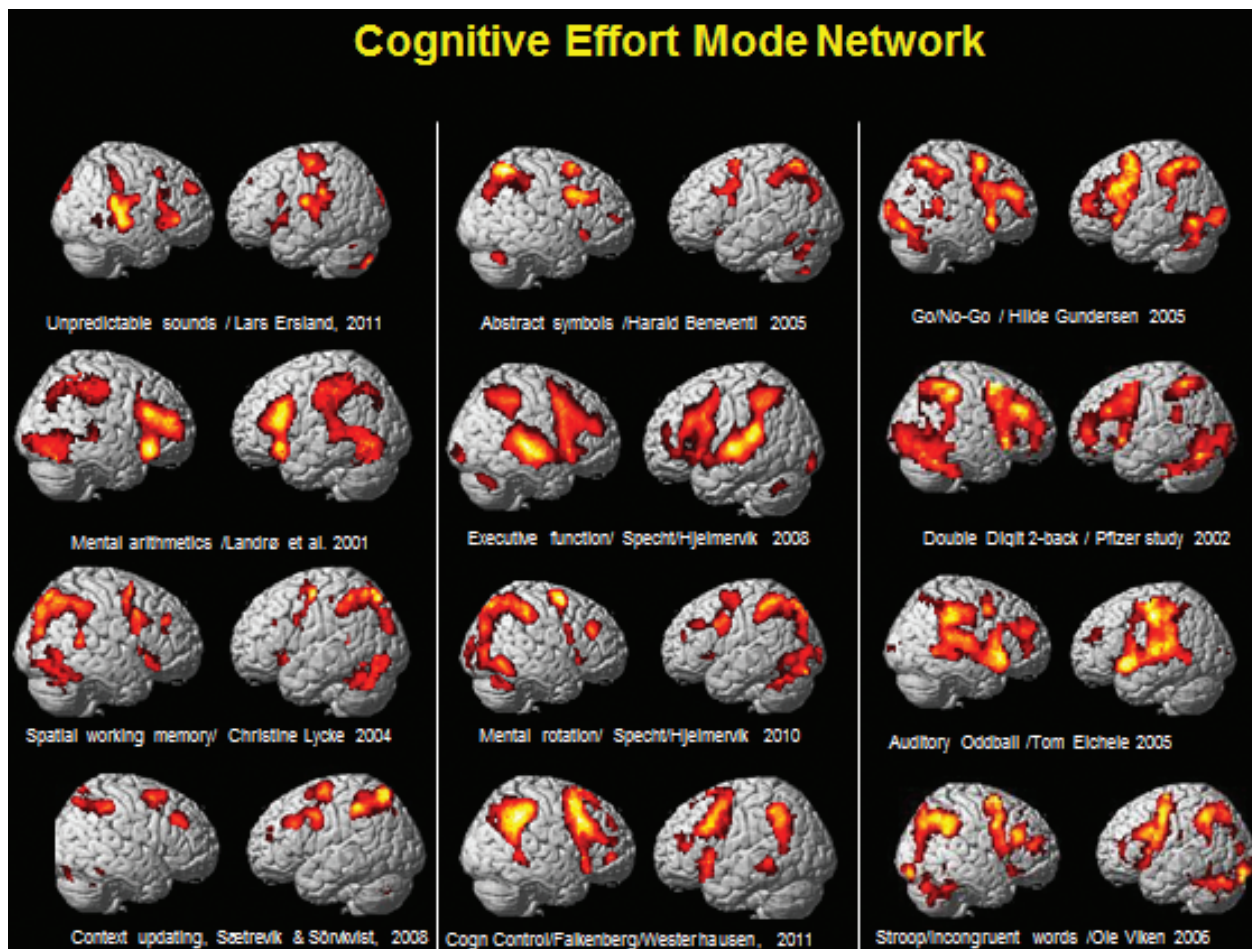 Cognitive Effort Mode Network
Unpredictable sounds / Lars Ersland, 2011
Abstract symbols /Harald Beneventi 2005
Go/No-Go / Hilde Gundersen 2005
Mental arithmetics /Landrø et al. 2001
Executive function/ Specht/Hjelmervik 2008
Double Digit 2-back / Pfizer study 2002
Spatial working memory/ Christine Lycke 2004
Mental rotation/ Specht/Hjelmervik 2010
Auditory Oddball /Tom Eichele 2005
Context updating, Sætrevik & Sörvkvist, 2008
Cogn Control/Falkenberg/Westerhausen, 2011
Stroop/Incongruent words /Ole Viken 2006